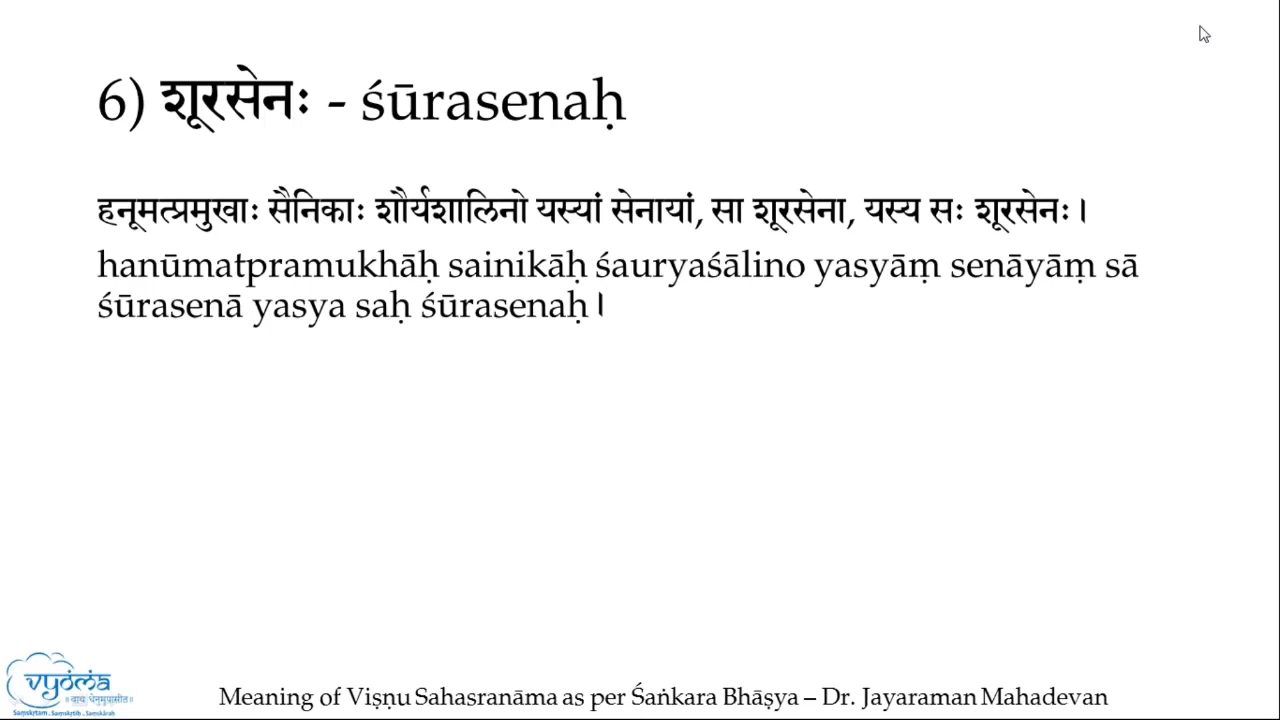 6) शूरसेनः - śūrasenaḥ
हनूमत्प्रमुखाः सैनिकाः शौर्यशालिनो यस्यां सेनायां, सा शूरसेना, यस्य सः शूरसेनः।
hanūmatpramukhāḥ sainikāḥ śauryaśālino yasyāṃ senāyāṃ sā
śūrasenā yasya saḥ śūrasenaḥ।
vyoma
॥ वाचं धेनुमुपासीत॥
Saṃskṛtam . Saṃskṛtiḥ . Saṃskāraḥ
Meaning of Viṣṇu Sahasranāma as per Śaṅkara Bhāṣya – Dr. Jayaraman Mahadevan